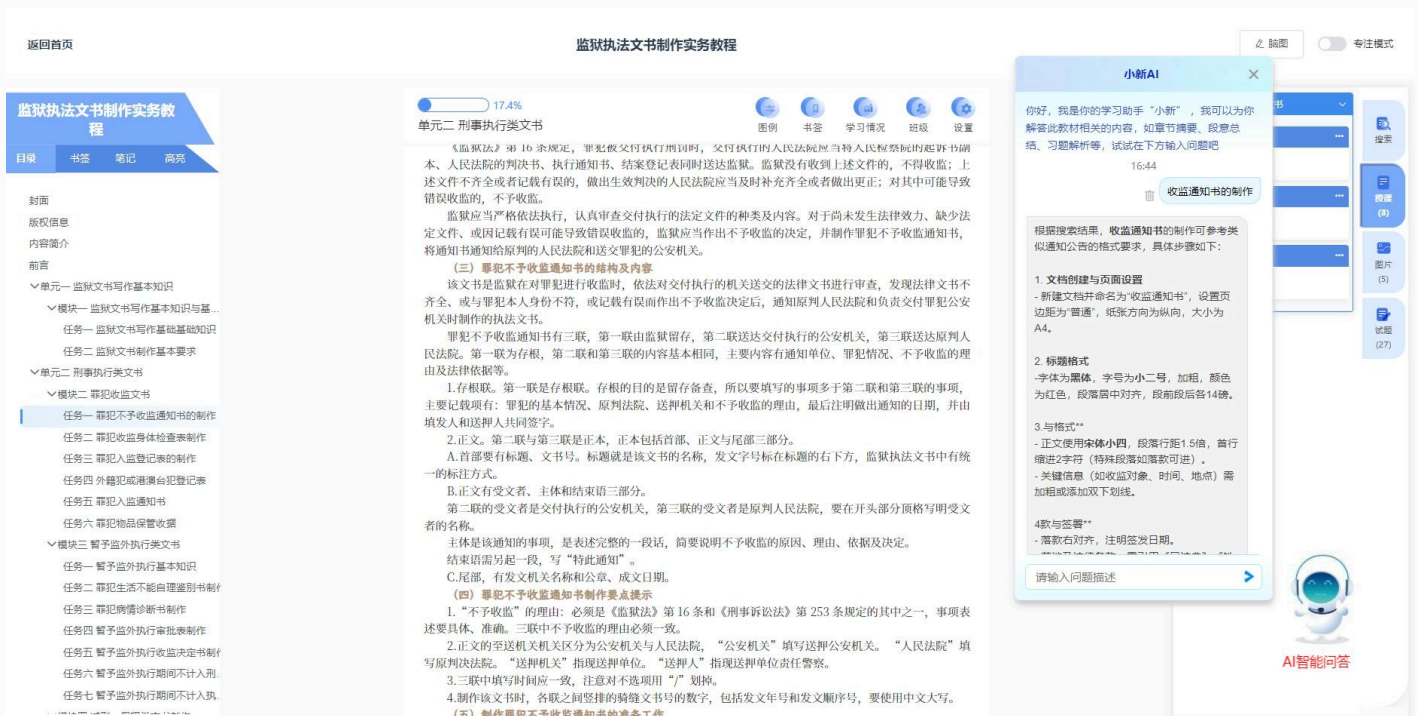 返回首页
监狱执法文书制作实务教程
脑图
专注模式
监狱执法文书制作实务教
程
目录
书签
笔记
高亮
封面
版权信息
内容简介
前言
单元一 监狱文书写作基本知识
模块一 监狱文书写作基本知识与基...
任务一 监狱文书写作基础基础知识
任务二 监狱文书制作基本要求
单元二 刑事执行类文书
模块二 罪犯收监文书
任务一 罪犯不予收监通知书的制作
任务二 罪犯收监身体检查表制作
任务三 罪犯入监登记表的制作
任务四 外籍犯或港澳台犯登记表
任务五 罪犯入监通知书
任务六 罪犯物品保管收据
模块三 暂予监外执行类文书
任务一 暂予监外执行基本知识
任务二 罪犯生活不能自理鉴别书制作
任务三 罪犯病情诊断书制作
任务四 暂予监外执行审批表制作
任务五 暂予监外执行收监决定书制作
任务六 暂予监外执行期间不计入刑...
任务七 暂予监外执行期间不计入执...
17.4%
单元二 刑事执行类文书
图例
书签
学习情况
班级
设置
《监狱法》第 16 条规定，罪犯被交付执行刑罚时，交付执行的人民法院应当将人民检察院的起诉书副
本、人民法院的判决书、执行通知书、结案登记表同时送达监狱。监狱没有收到上述文件的，不得收监；上
述文件不齐全或者记载有误的，做出生效判决的人民法院应当及时补充齐全或者做出更正；对其中可能导致
错误收监的，不予收监。
监狱应当严格依法执行，认真审查交付执行的法定文件的种类及内容。对于尚未发生法律效力、缺少法
定文件、或因记载有误可能导致错误收监的，监狱应当作出不予收监的决定，并制作罪犯不予收监通知书，
将通知书通知给原判的人民法院和送交罪犯的公安机关。
（三）罪犯不予收监通知书的结构及内容
该文书是监狱在对罪犯进行收监时，依法对交付执行的机关送交的法律文书进行审查，发现法律文书不
齐全、或与罪犯本人身份不符，或记载有误而作出不予收监决定后，通知原判人民法院和负责交付罪犯公安
机关时制作的执法文书。
罪犯不予收监通知书有三联，第一联由监狱留存，第二联送达交付执行的公安机关，第三联送达原判人
民法院。第一联为存根，第二联和第三联的内容基本相同，主要内容有通知单位、罪犯情况、不予收监的理
由及法律依据等。
1.存根联。第一联是存根联。存根的目的是留存备查，所以要填写的事项多于第二联和第三联的事项，
主要记载项有：罪犯的基本情况、原判法院、送押机关和不予收监的理由，最后注明做出通知的日期，并由
填发人和送押人共同签字。
2.正文。第二联与第三联是正本，正本包括首部、正文与尾部三部分。
A.首部要有标题、文书号。标题就是该文书的名称，发文字号标在标题的右下方，监狱执法文书中有统
一的标注方式。
B.正文有受文者、主体和结束语三部分。
第二联的受文者是交付执行的公安机关，第三联的受文者是原判人民法院，要在开头部分顶格写明受文
者的名称。
主体是该通知的事项，是表述完整的一段话，简要说明不予收监的原因、理由、依据及决定。
结束语需另起一段，写“特此通知”。
C.尾部，有发文机关名称和公章、成文日期。
（四）罪犯不予收监通知书制作要点提示
1.“不予收监”的理由：必须是《监狱法》第 16 条和《刑事诉讼法》第 253 条规定的其中之一，事项表
述要具体、准确。三联中不予收监的理由必须一致。
2.正文的至送机关机关区分为公安机关与人民法院，“公安机关”填写送押公安机关。“人民法院”填
写原判决法院。“送押机关”指现送押单位。“送押人”指现送押单位责任警察。
3.三联中填写时间应一致，注意对不选项用“/”划掉。
4.制作该文书时，各联之间竖排的骑缝文书号的数字，包括发文年号和发文顺序号，要使用中文大写。
（五）制作罪犯不予收监通知书的准备工作
小新AI
你好，我是你的学习助手“小新”，我可以为你
解答此教材相关的内容，如章节摘要、段意总
结、习题解析等，试试在下方输入问题吧
16:44
收监通知书的制作
根据搜索结果，收监通知书的制作可参考类
似通知公告的格式要求，具体步骤如下：
1. 文档创建与页面设置
- 新建文档并命名为“收监通知书”，设置页
边距为“普通”，纸张方向为纵向，大小为
A4。
2. 标题格式
-字体为黑体，字号为小二号，加粗，颜色
为红色，段落居中对齐，段前段后各14磅。
3.与格式**
- 正文使用宋体小四，段落行距1.5倍，首行
缩进2字符（特殊段落如落款可进）。
- 关键信息（如收监对象、时间、地点）需
加粗或添加双下划线。
4款与签署**
- 落款右对齐，注明签发日期。
请输入问题描述
书
搜索
授课
(3)
图片
(5)
试题
(27)
AI智能问答